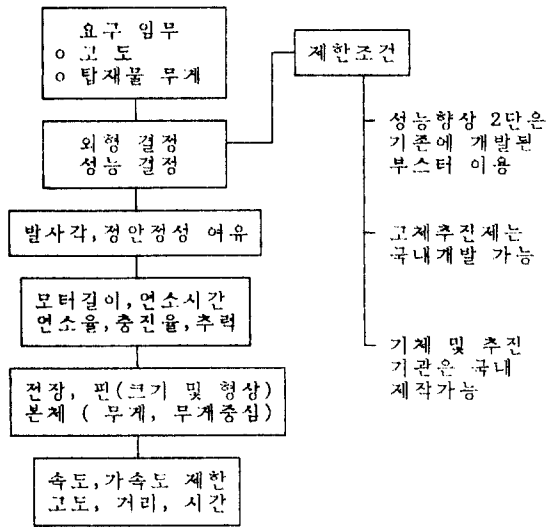 요구 임무
o 고 도
o 탑재물 무게
제한조건
외형 결정
성능 결정
성능향상 2단은
기존에 개발된
부스터 이용
발사각,정안정성 여유
고체추진제는
국내개발 가능
모터길이,연소시간
연소율,충진율,추력
기체 및 추진
기관은 국내
제작가능
전장, 핀(크기 및 형상)
본체 ( 무게, 무게중심)
속도,가속도 제한
고도, 거리, 시간